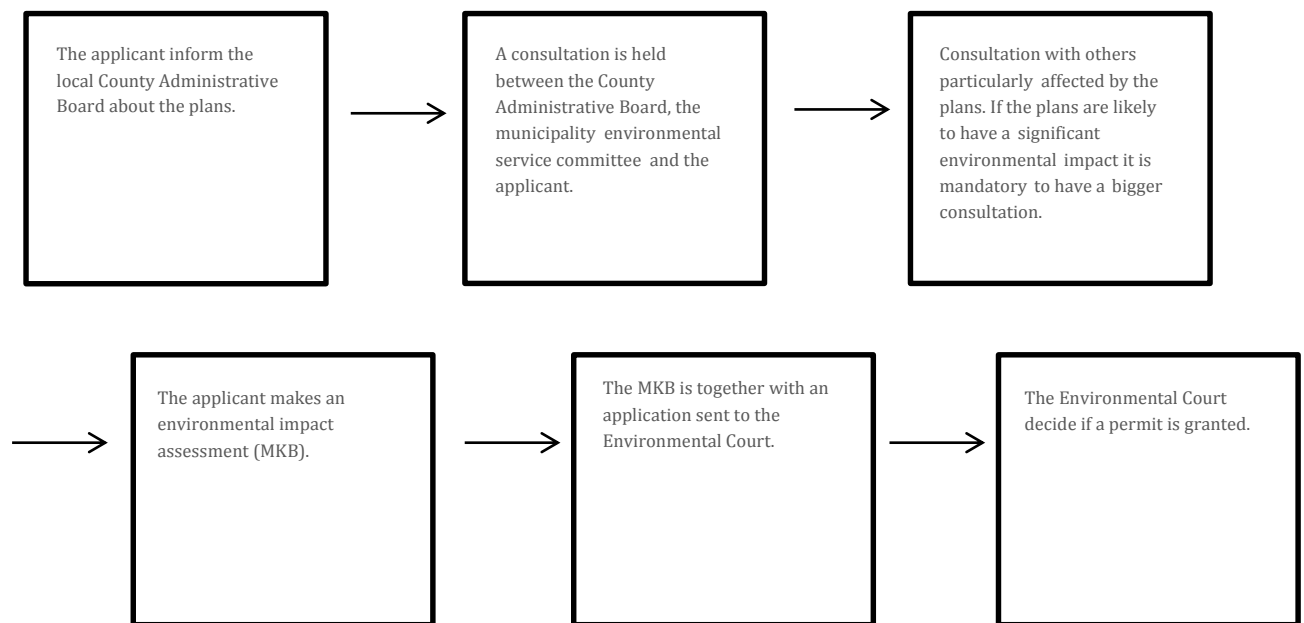 The applicant inform the
local County Administrative
Board about the plans.
A consultation is held
between the County
Administrative Board, the
municipality environmental
service committee and the
applicant.
Consultation with others
particularly affected by the
plans. If the plans are likely
to have a significant
environmental impact it is
mandatory to have a bigger
consultation.
The applicant makes an
environmental impact
assessment (MKB).
The MKB is together with an
application sent to the
Environmental Court.
The Environmental Court
decide if a permit is granted.